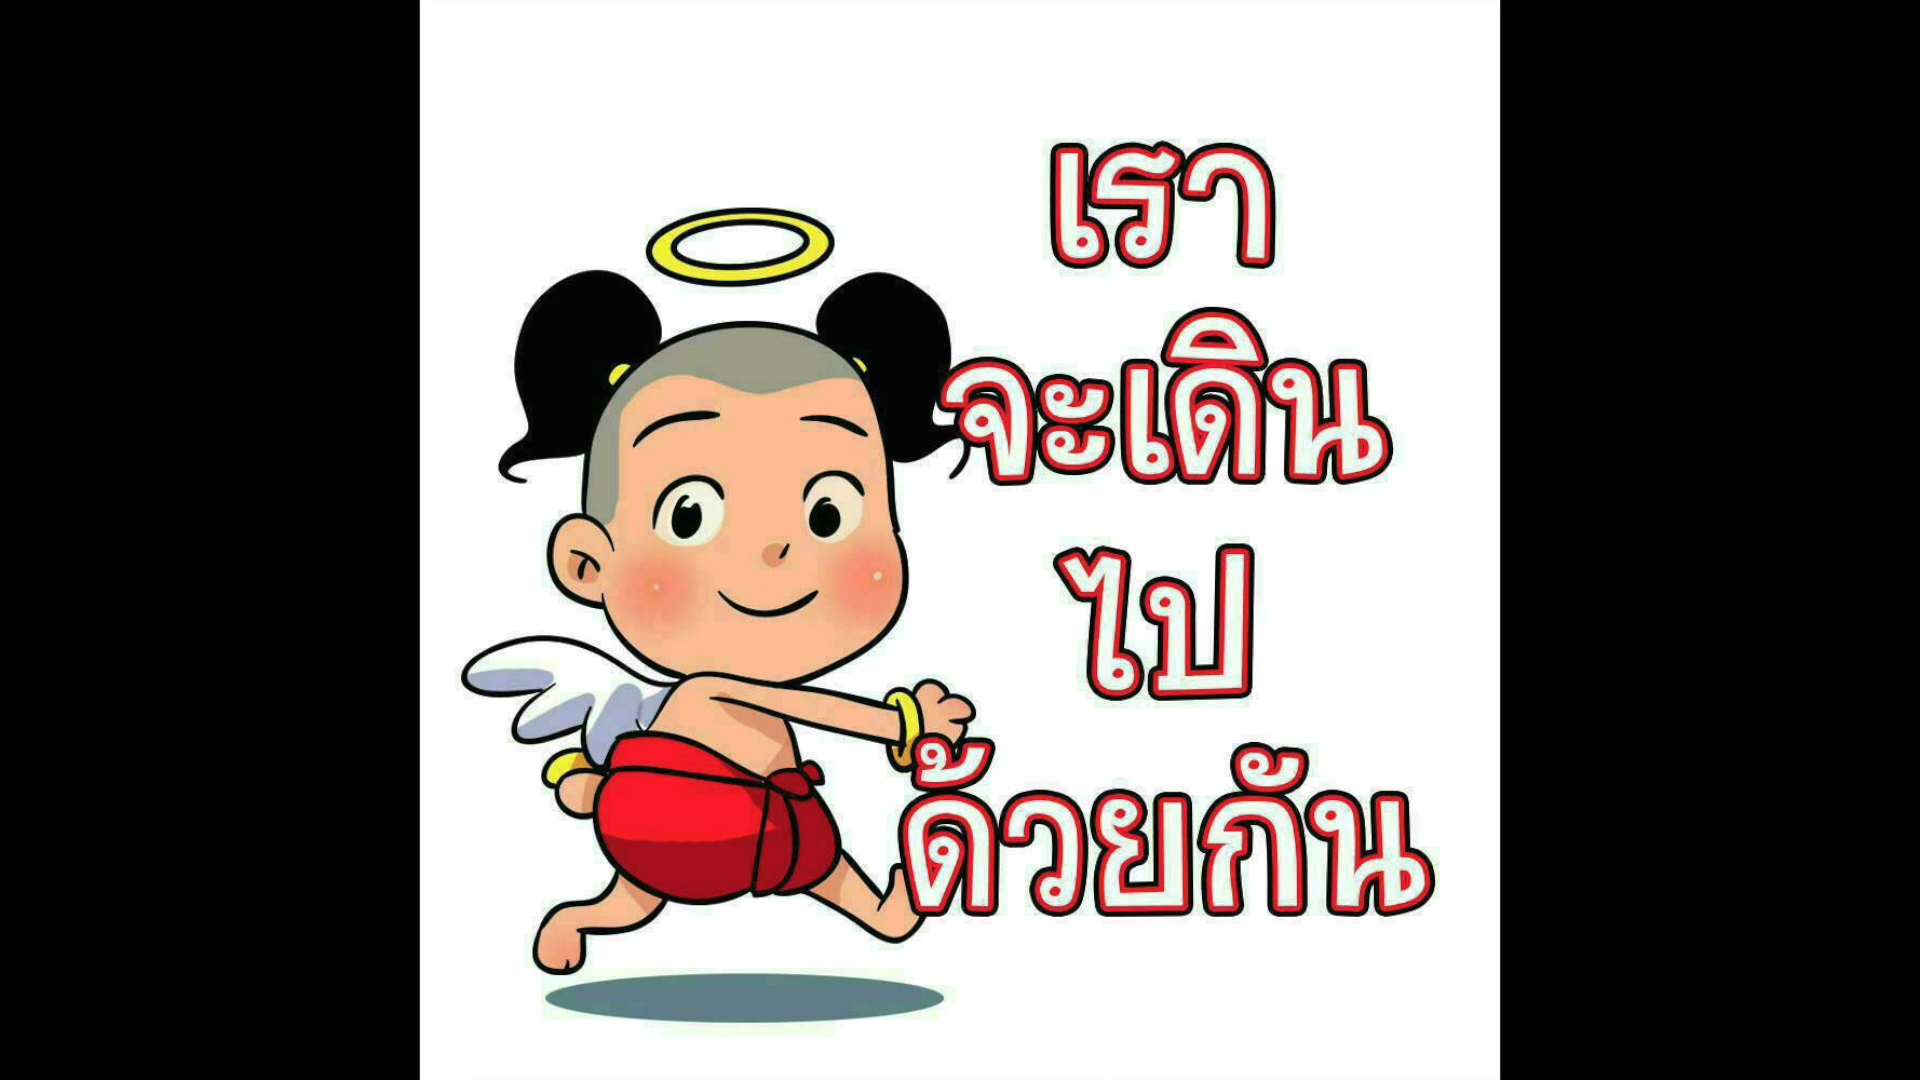 เรา
จะเดิน
ไป
ด้วยกัน